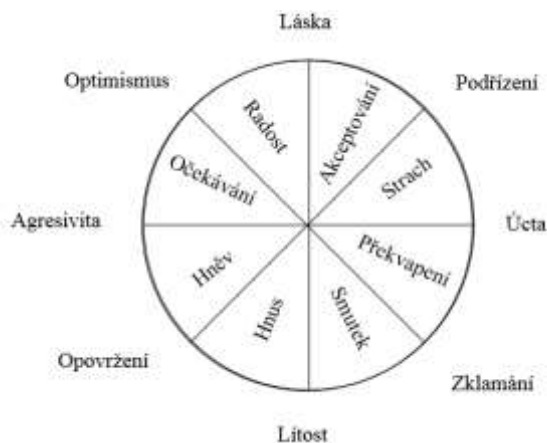 Láska
Optimismus
Podřízení
Radost
Akceptování
Očekávání
Strach
Agresivita
Úcta
Hněv
Překvapení
Hnus
Smutek
Opovržení
Zklamání
Lítost